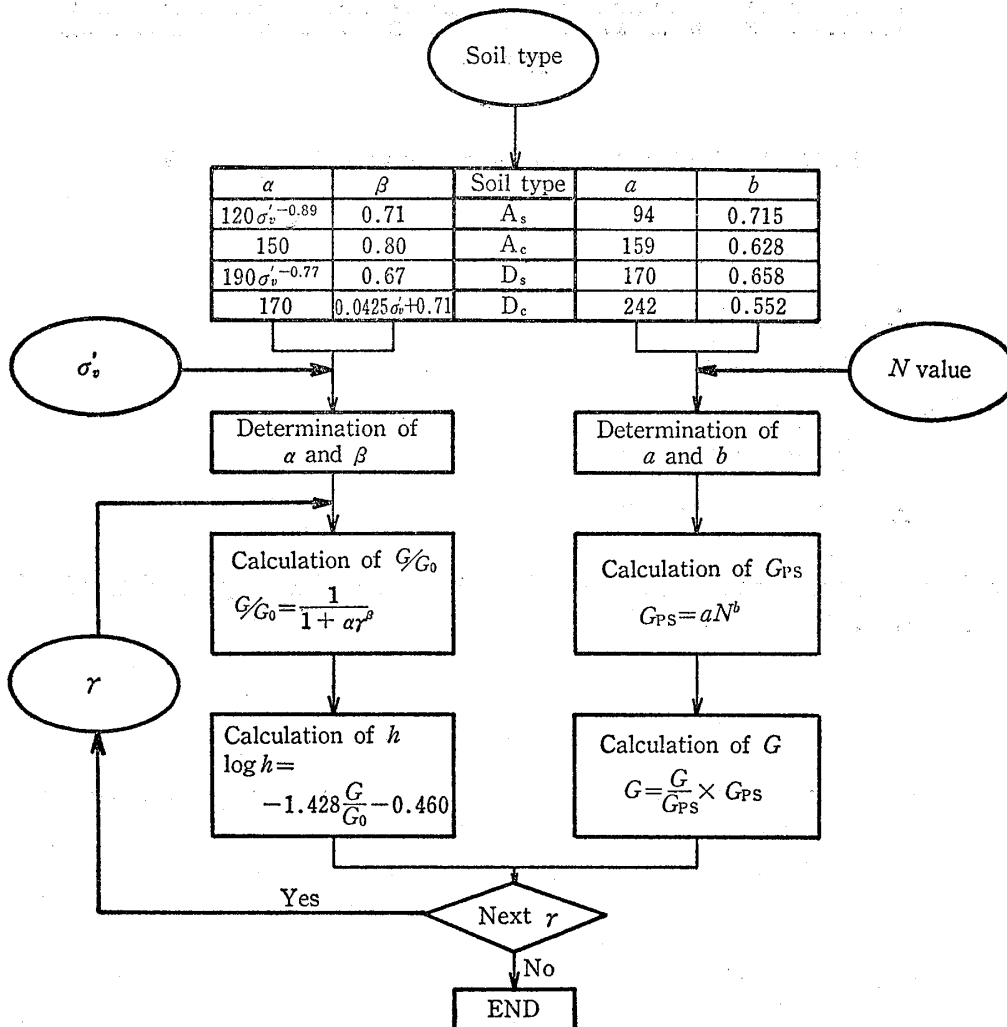 Soil type
α β Soil type a b
120σ′ᵥ⁻⁰·⁸⁹ 0.71 Aₛ 94 0.715
150 0.80 A꜀ 159 0.628
190σ′ᵥ⁻⁰·⁷⁷ 0.67 Dₛ 170 0.658
170 0.0425σ′ᵥ+0.71 D꜀ 242 0.552
σ′ᵥ
N value
Determination of
α and β
Determination of
a and b
Calculation of G/G₀
G/G₀=1/(1+αγ^β)
Calculation of GPS
GPS=aN^b
γ
Calculation of h
log h=
−1.428 G/G₀ −0.460
Calculation of G
G=G/GPS × GPS
Yes
Next γ
No
END